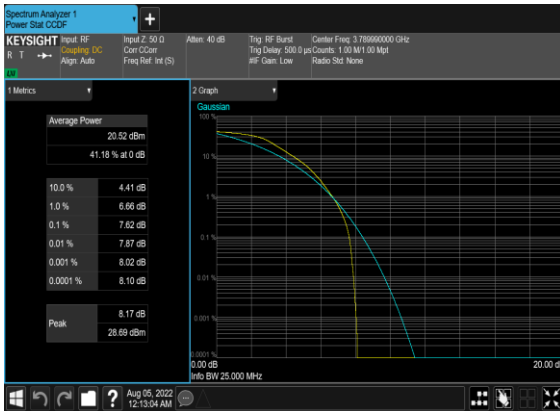 Spectrum Analyzer 1
Power Stat CCDF
+
KEYSIGHT
R T
LXI
Input: RF
Coupling: DC
Align: Auto
Input Z: 50 Ω
Corr CCorr
Freq Ref: Int (S)
Atten: 40 dB
Trig: RF Burst
Trig Delay: 500.0 µs
#IF Gain: Low
Center Freq: 3.789990000 GHz
Counts: 1.00 M/1.00 Mpt
Radio Std: None
1 Metrics
Average Power
20.52 dBm
41.18 % at 0 dB
10.0 % 4.41 dB
1.0 % 6.66 dB
0.1 % 7.62 dB
0.01 % 7.87 dB
0.001 % 8.02 dB
0.0001 % 8.10 dB
Peak
8.17 dB
28.69 dBm
2 Graph
Gaussian
100 %
10 %
1 %
0.1 %
0.01 %
0.001 %
0.0001 %
0.00 dB
20.00 d
Info BW 25.000 MHz
?
Aug 05, 2022
12:13:04 AM